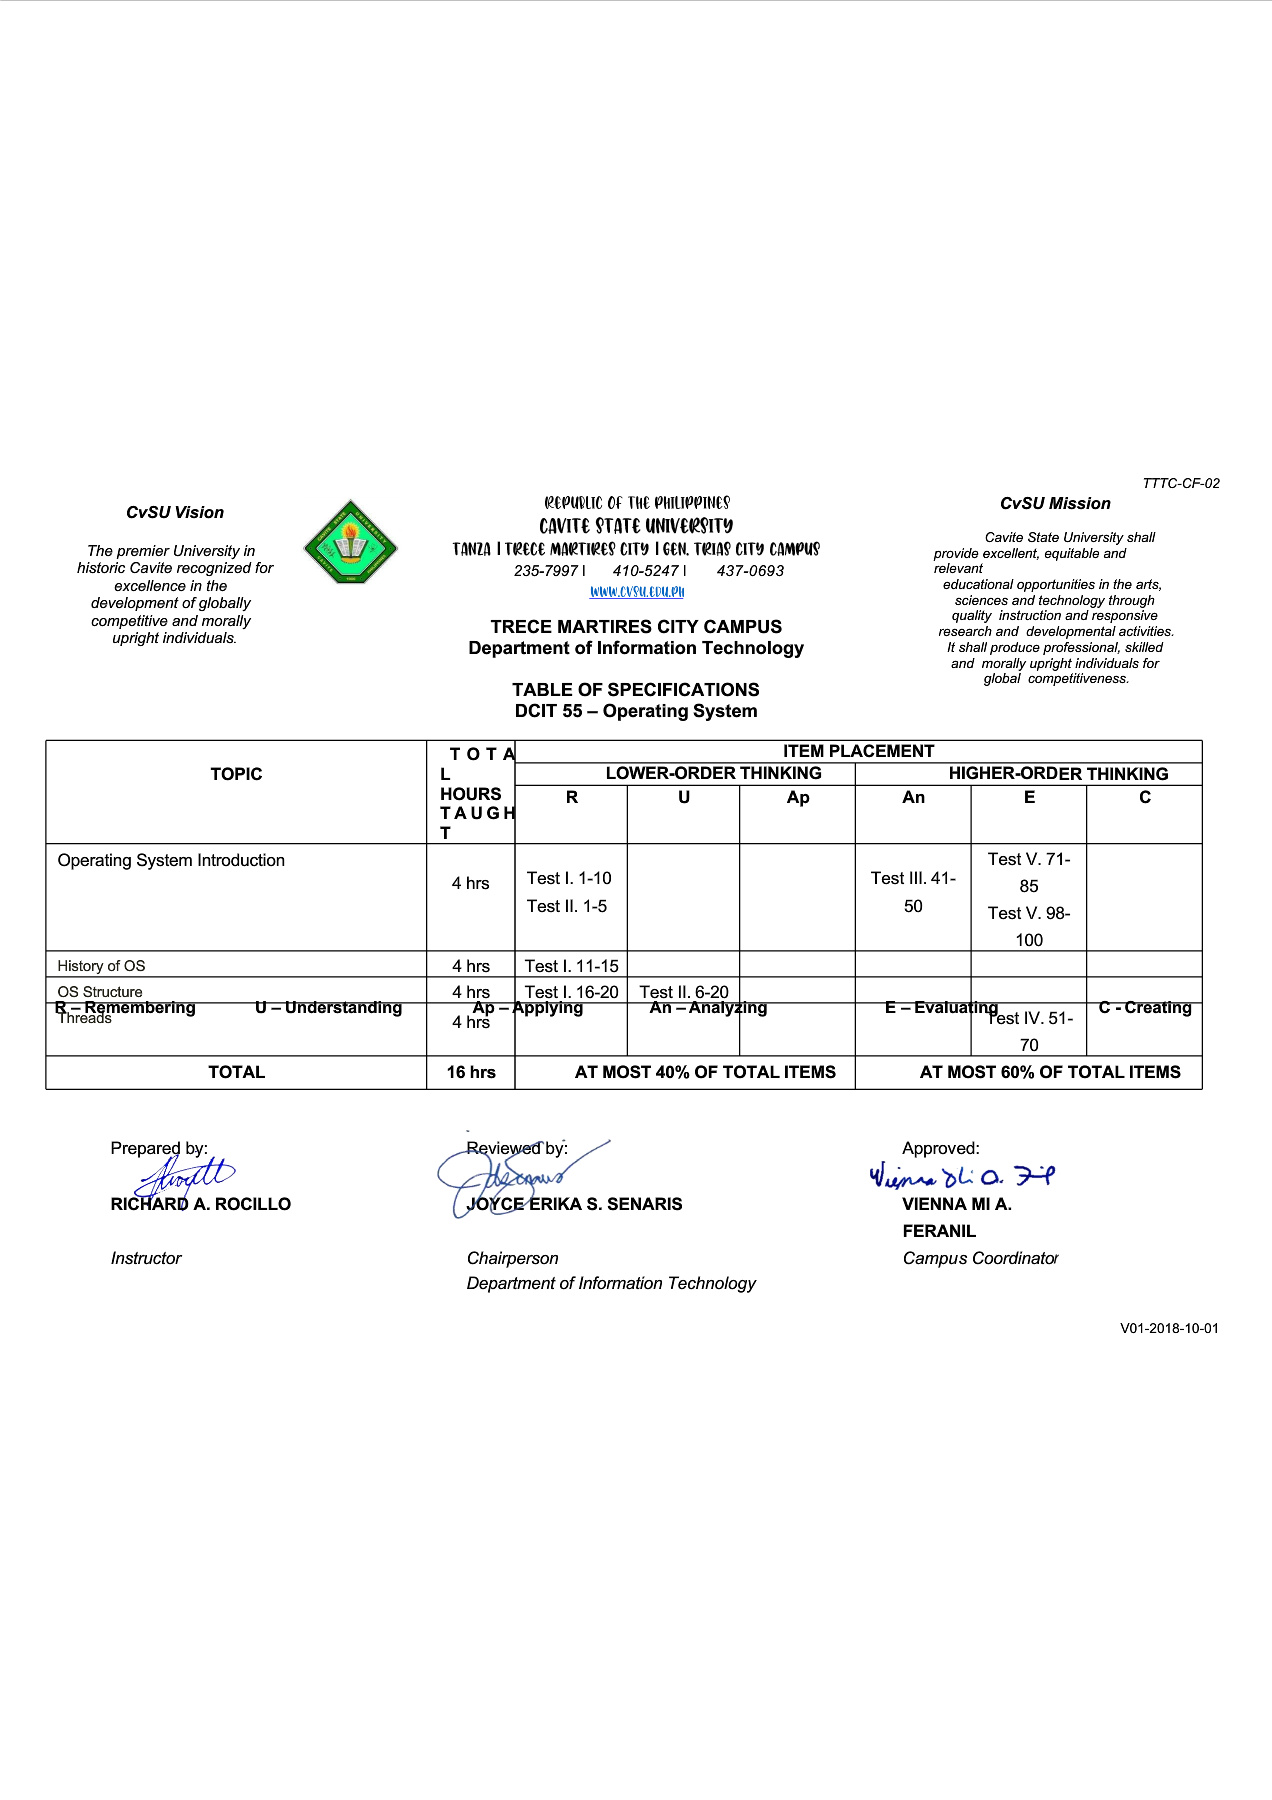 TTTC-CF-02
CvSU Vision
The premier University in
historic Cavite recognized for
excellence in the
development of globally
competitive and morally
upright individuals.
REPUBLIC OF THE PHILIPPINES
CAVITE STATE UNIVERSITY
TANZA | TRECE MARTIRES CITY | GEN. TRIAS CITY CAMPUS
235-7997 | 410-5247 | 437-0693
WWW.CVSU.EDU.PH
CvSU Mission
Cavite State University shall
provide excellent, equitable and
relevant
educational opportunities in the arts,
sciences and technology through
quality instruction and responsive
research and developmental activities.
It shall produce professional, skilled
and morally upright individuals for
global competitiveness.
TRECE MARTIRES CITY CAMPUS
Department of Information Technology
TABLE OF SPECIFICATIONS
DCIT 55 – Operating System
TOPIC
TOTA
L
HOURS
TAUGH
T
ITEM PLACEMENT
LOWER-ORDER THINKING HIGHER-ORDER THINKING
R U Ap An E C
Operating System Introduction
4 hrs
Test I. 1-10
Test II. 1-5
Test III. 41-
50
Test V. 71-
85
Test V. 98-
100
History of OS 4 hrs Test I. 11-15
OS Structure 4 hrs Test I. 16-20 Test II. 6-20
R – Remembering U – Understanding Ap – Applying An – Analyzing E – Evaluating C - Creating
Threads 4 hrs Test IV. 51-
70
TOTAL 16 hrs AT MOST 40% OF TOTAL ITEMS AT MOST 60% OF TOTAL ITEMS
Prepared by: Reviewed by: Approved:
RICHARD A. ROCILLO
JOYCE ERIKA S. SENARIS
VIENNA MI A.
FERANIL
Instructor
Chairperson
Department of Information Technology
Campus Coordinator
V01-2018-10-01